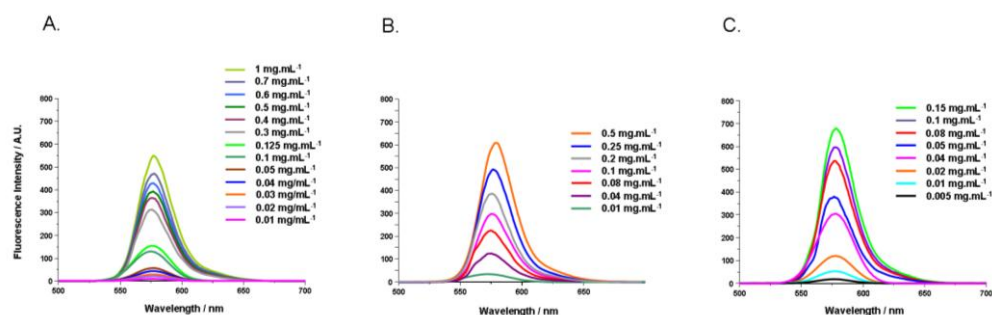 A.
Fluorescence Intensity / A.U.
800
700
600
500
400
300
200
100
0
500
550
600
650
700
Wavelength / nm
1 mg.mL⁻¹
0.7 mg.mL⁻¹
0.6 mg.mL⁻¹
0.5 mg.mL⁻¹
0.4 mg.mL⁻¹
0.3 mg.mL⁻¹
0.125 mg.mL⁻¹
0.1 mg.mL⁻¹
0.05 mg.mL⁻¹
0.04 mg/mL⁻¹
0.03 mg/mL⁻¹
0.02 mg/mL⁻¹
0.01 mg/mL⁻¹
B.
800
700
600
500
400
300
200
100
0
500
550
600
650
Wavelength / nm
0.5 mg.mL⁻¹
0.25 mg.mL⁻¹
0.2 mg.mL⁻¹
0.1 mg.mL⁻¹
0.08 mg.mL⁻¹
0.04 mg.mL⁻¹
0.01 mg.mL⁻¹
C.
800
700
600
500
400
300
200
100
0
500
550
600
650
700
Wavelength / nm
0.15 mg.mL⁻¹
0.1 mg.mL⁻¹
0.08 mg.mL⁻¹
0.05 mg.mL⁻¹
0.04 mg.mL⁻¹
0.02 mg.mL⁻¹
0.01 mg.mL⁻¹
0.005 mg.mL⁻¹